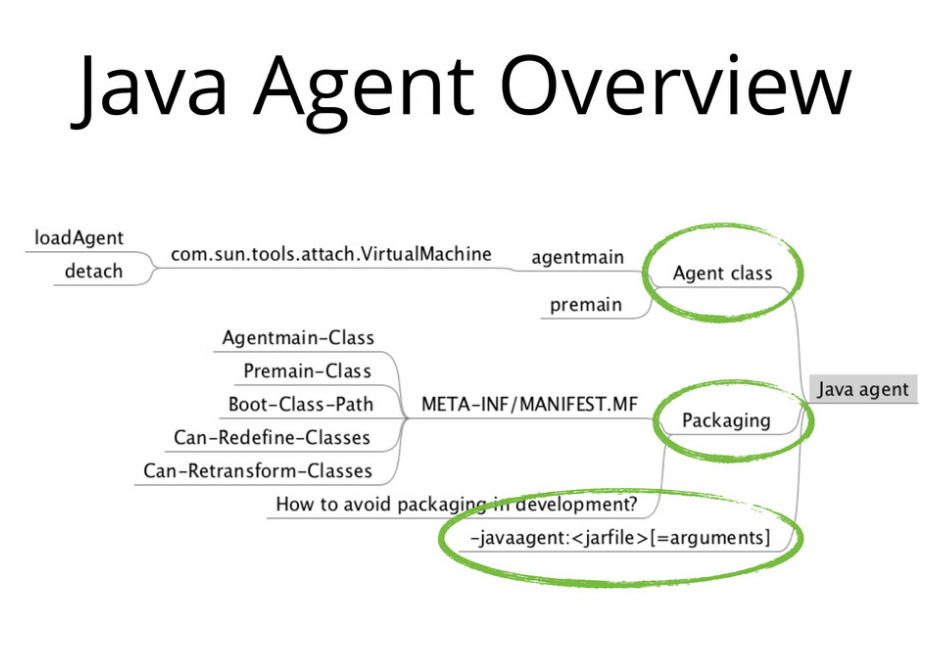 Java Agent Overview
loadAgent
detach
com.sun.tools.attach.VirtualMachine
agentmain
premain
Agent class
Agentmain-Class
Premain-Class
Boot-Class-Path
Can-Redefine-Classes
Can-Retransform-Classes
META-INF/MANIFEST.MF
Packaging
Java agent
How to avoid packaging in development?
-javaagent:<jarfile>[=arguments]